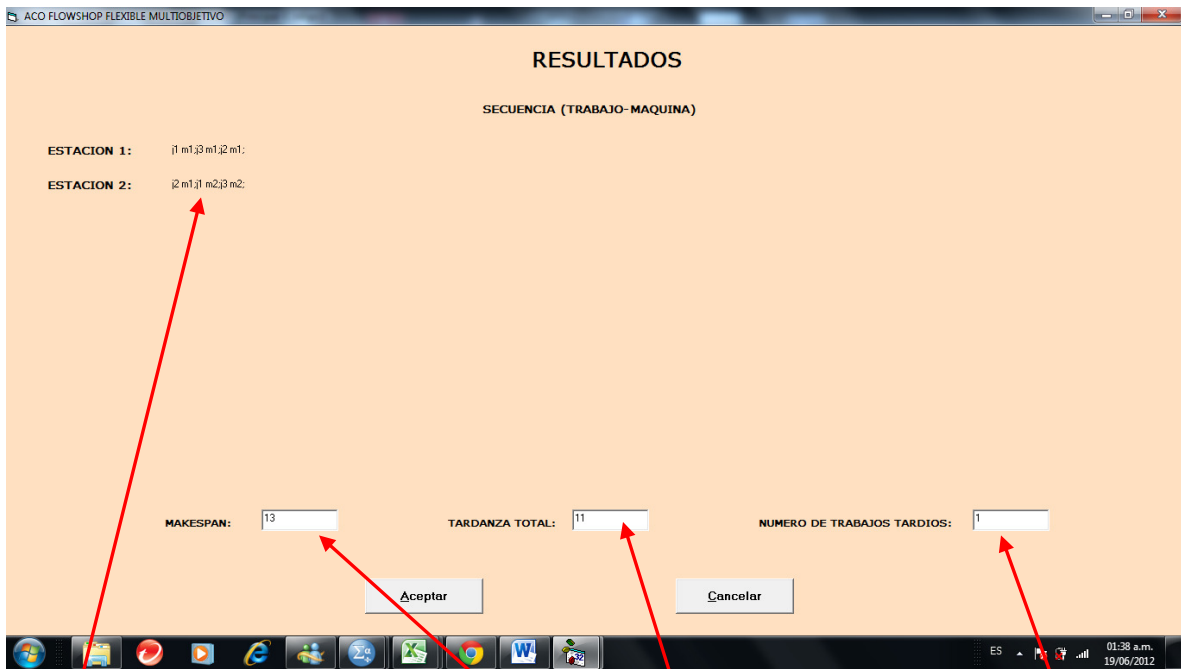 ACO FLOWSHOP FLEXIBLE MULTIOBJETIVO
RESULTADOS
SECUENCIA (TRABAJO-MAQUINA)
ESTACION 1: j1 m1;j3 m1;j2 m1;
ESTACION 2: j2 m1;j1 m2;j3 m2;
MAKESPAN: 13 TARDANZA TOTAL: 11 NUMERO DE TRABAJOS TARDIOS: 1
Aceptar Cancelar
ES 01:38 a.m.
19/06/2012